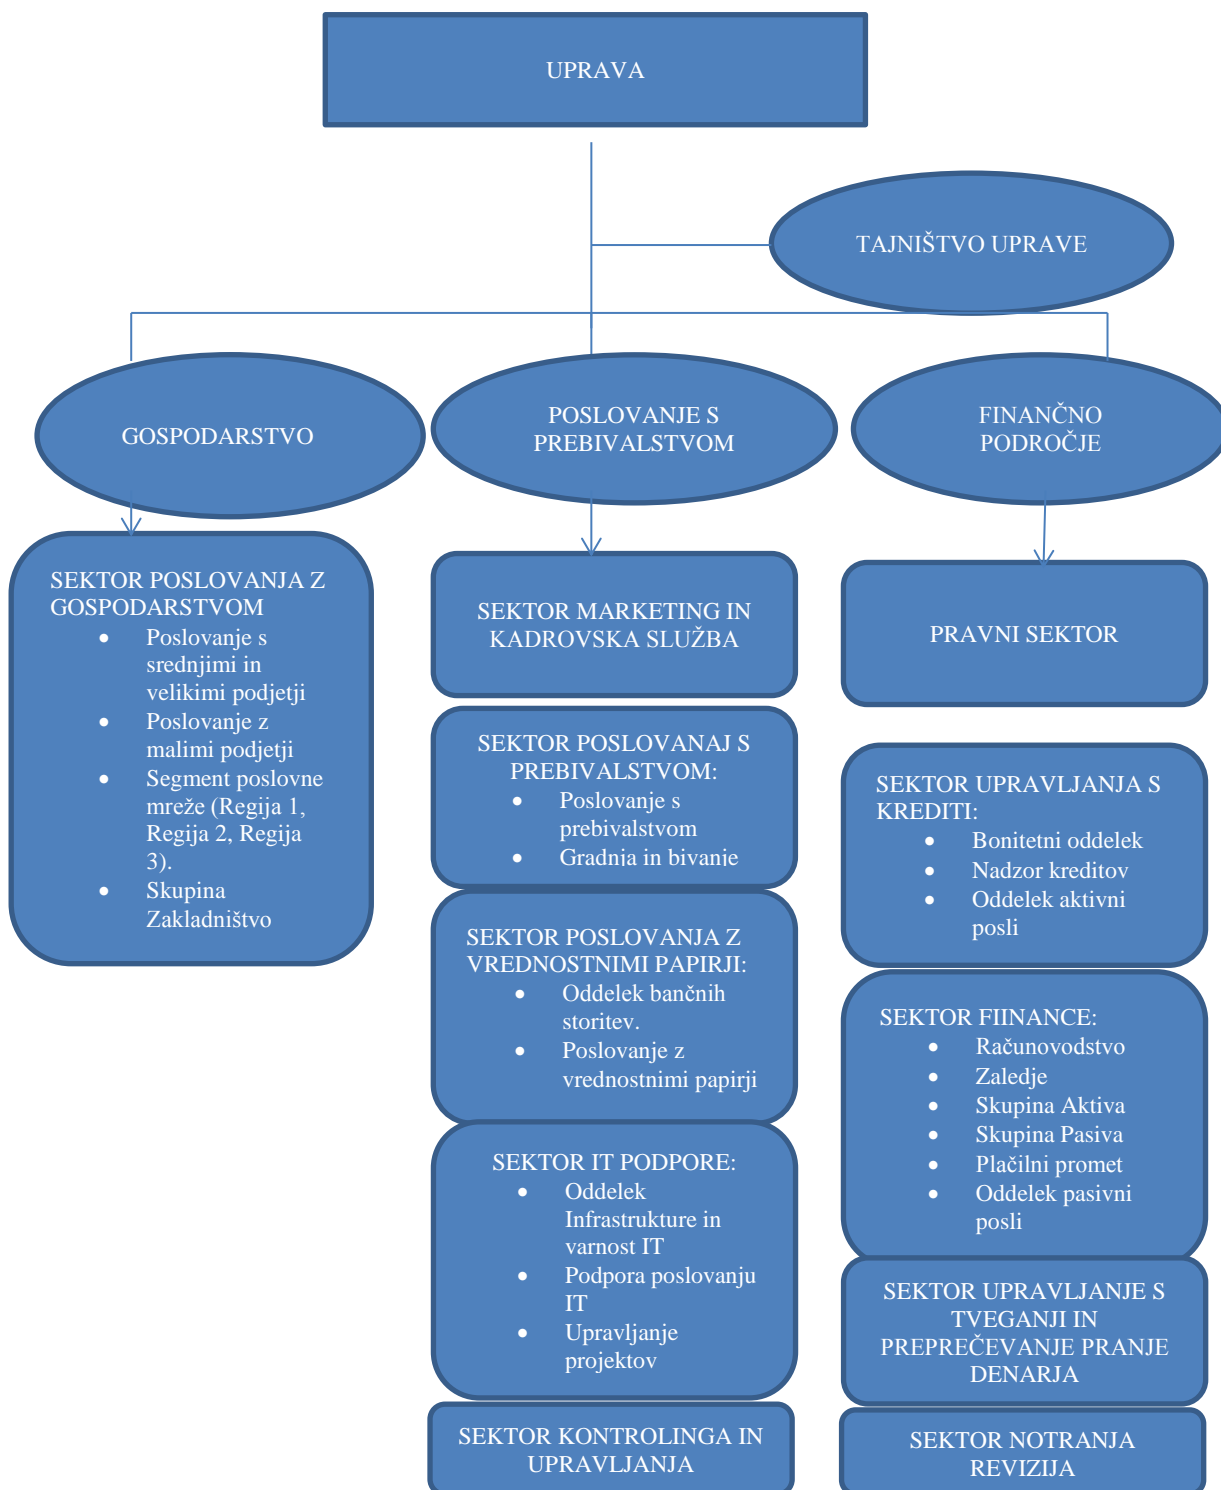 UPRAVA
TAJNIŠTVO UPRAVE
GOSPODARSTVO
POSLOVANJE S
PREBIVALSTVOM
FINANČNO
PODROČJE
SEKTOR POSLOVANJA Z
GOSPODARSTVOM
• Poslovanje s
srednjimi in
velikimi podjetji
• Poslovanje z
malimi podjetji
• Segment poslovne
mreže (Regija 1,
Regija 2, Regija
3).
• Skupina
Zakladništvo
SEKTOR MARKETING IN
KADROVSKA SLUŽBA
SEKTOR POSLOVANAJ S
PREBIVALSTVOM:
• Poslovanje s
prebivalstvom
• Gradnja in bivanje
SEKTOR POSLOVANJA Z
VREDNOSTNIMI PAPIRJI:
• Oddelek bančnih
storitev.
• Poslovanje z
vrednostnimi papirji
SEKTOR IT PODPORE:
• Oddelek
Infrastrukture in
varnost IT
• Podpora poslovanju
IT
• Upravljanje
projektov
SEKTOR KONTROLINGA IN
UPRAVLJANJA
PRAVNI SEKTOR
SEKTOR UPRAVLJANJA S
KREDITI:
• Bonitetni oddelek
• Nadzor kreditov
• Oddelek aktivni
posli
SEKTOR FIINANCE:
• Računovodstvo
• Zaledje
• Skupina Aktiva
• Skupina Pasiva
• Plačilni promet
• Oddelek pasivni
posli
SEKTOR UPRAVLJANJE S
TVEGANJI IN
PREPREČEVANJE PRANJE
DENARJA
SEKTOR NOTRANJA
REVIZIJA